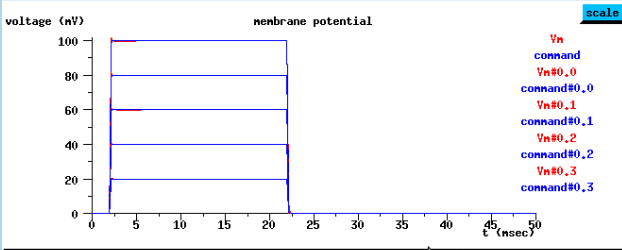 scale
voltage (mV) membrane potential
100
80
60
40
20
0
0 5 10 15 20 25 30 35 40 45 50
t (msec)
Vm
command
Vm#0.0
command#0.0
Vm#0.1
command#0.1
Vm#0.2
command#0.2
Vm#0.3
command#0.3